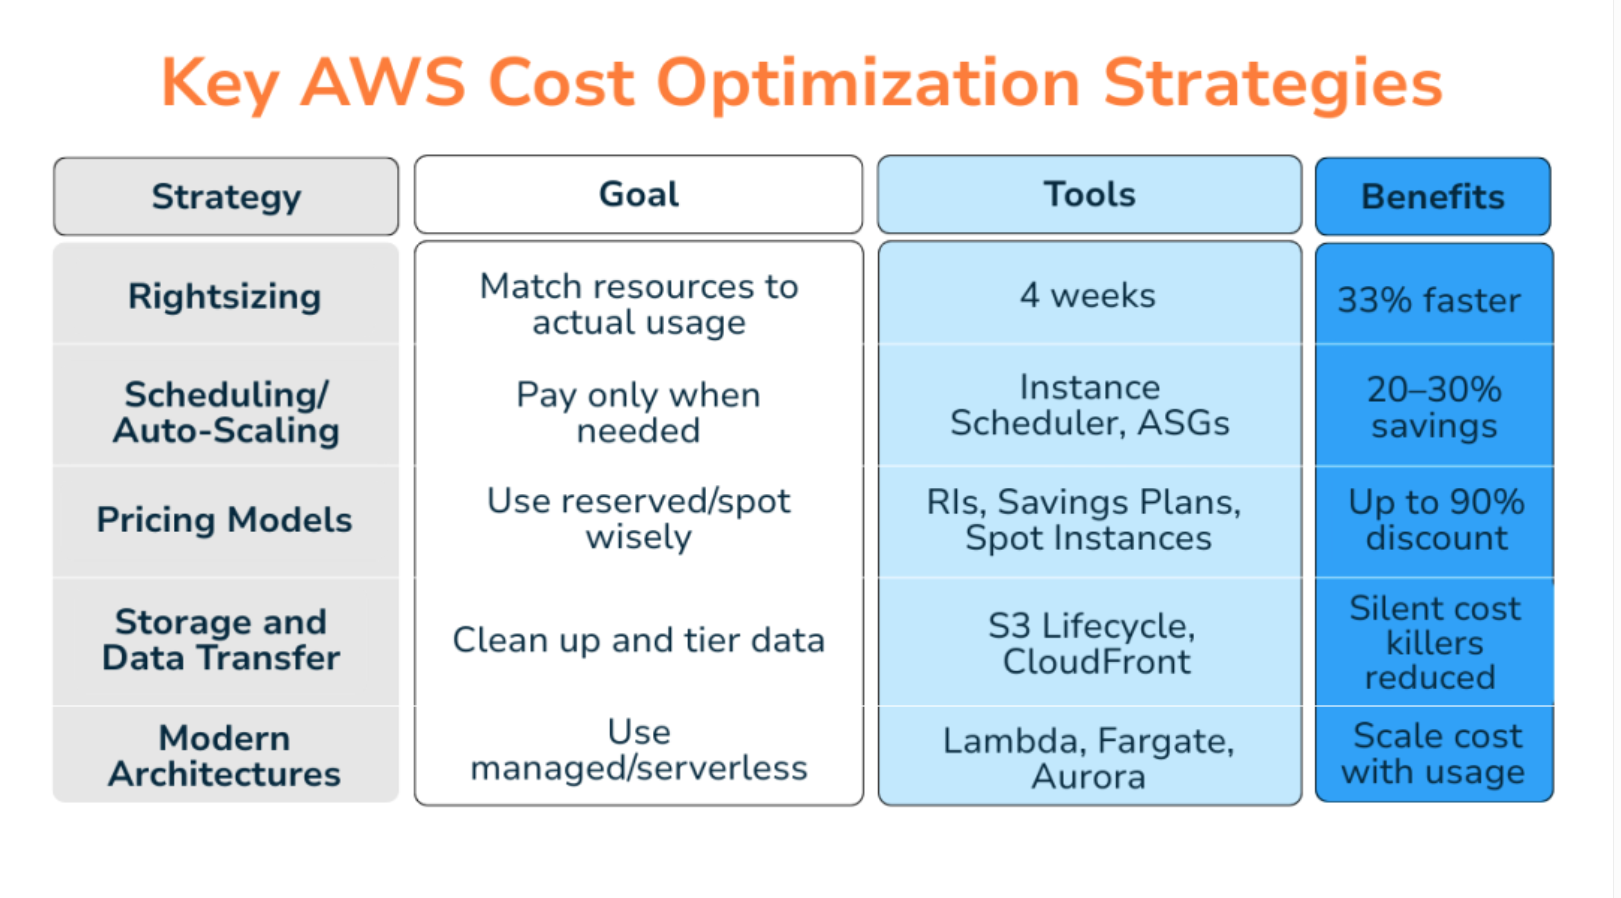 Key AWS Cost Optimization Strategies
Strategy
Goal
Tools
Benefits
Rightsizing
Match resources to
actual usage
4 weeks
33% faster
Scheduling/
Auto-Scaling
Pay only when
needed
Instance
Scheduler, ASGs
20–30%
savings
Pricing Models
Use reserved/spot
wisely
RIs, Savings Plans,
Spot Instances
Up to 90%
discount
Storage and
Data Transfer
Clean up and tier data
S3 Lifecycle,
CloudFront
Silent cost
killers
reduced
Modern
Architectures
Use
managed/serverless
Lambda, Fargate,
Aurora
Scale cost
with usage